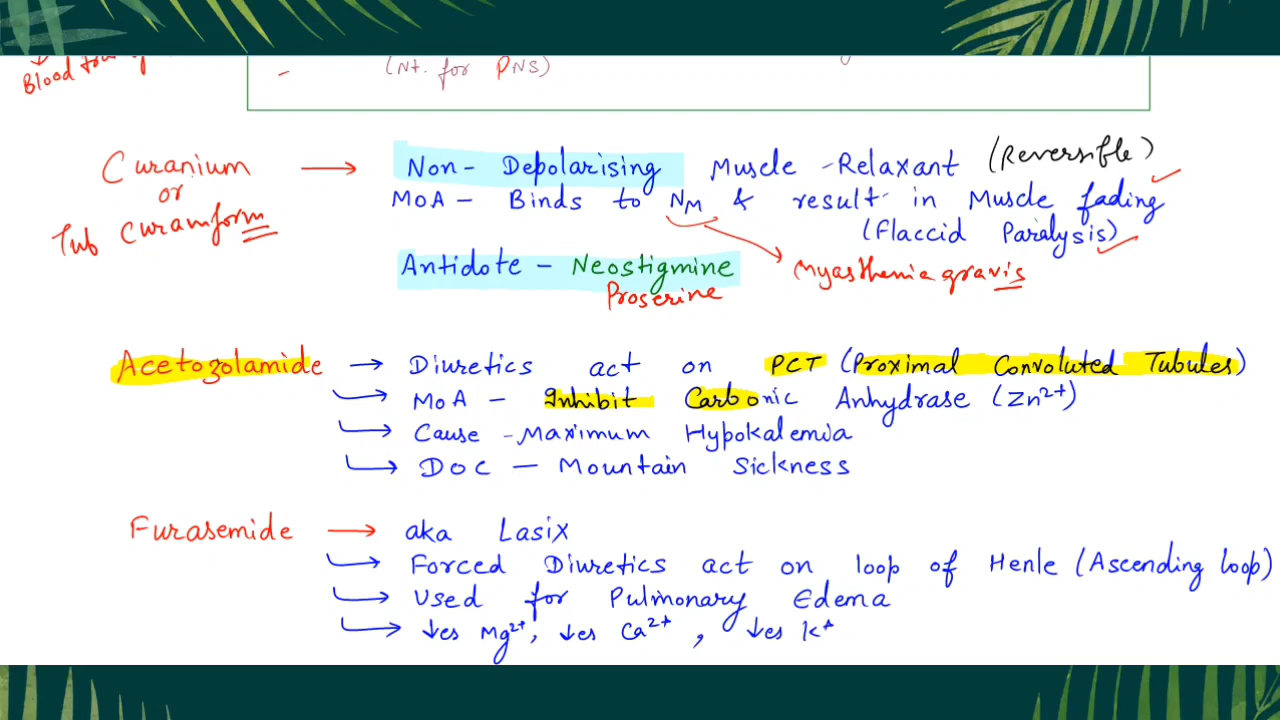 Blood
(Nt. for PNS)
Curanium → Non-Depolarising Muscle-Relaxant (Reversible)
or
Tub Curamform
MoA - Binds to NM & result in Muscle fading
(Flaccid Paralysis)
Antidote - Neostigmine
Proserine
Myasthenia gravis
Acetozolamide → Diuretics act on PCT (Proximal Convoluted Tubules)
MoA - Inhibit Carbonic Anhydrase (Zn2+)
Cause - Maximum Hypokalemia
DOC - Mountain Sickness
Furasemide → aka Lasix
Forced Diuretics act on loop of Henle (Ascending loop)
Used for Pulmonary Edema
↓es Mg2+, ↓es Ca2+, ↓es K+